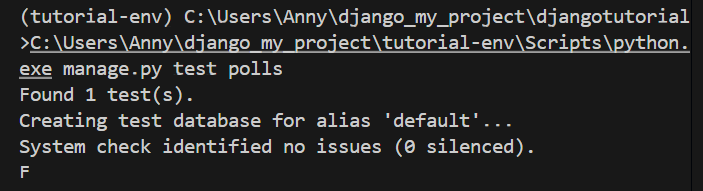 (tutorial-env) C:\Users\Anny\django_my_project\djangotutorial
>C:\Users\Anny\django_my_project\tutorial-env\Scripts\python.
exe manage.py test polls
Found 1 test(s).
Creating test database for alias 'default'...
System check identified no issues (0 silenced).
F